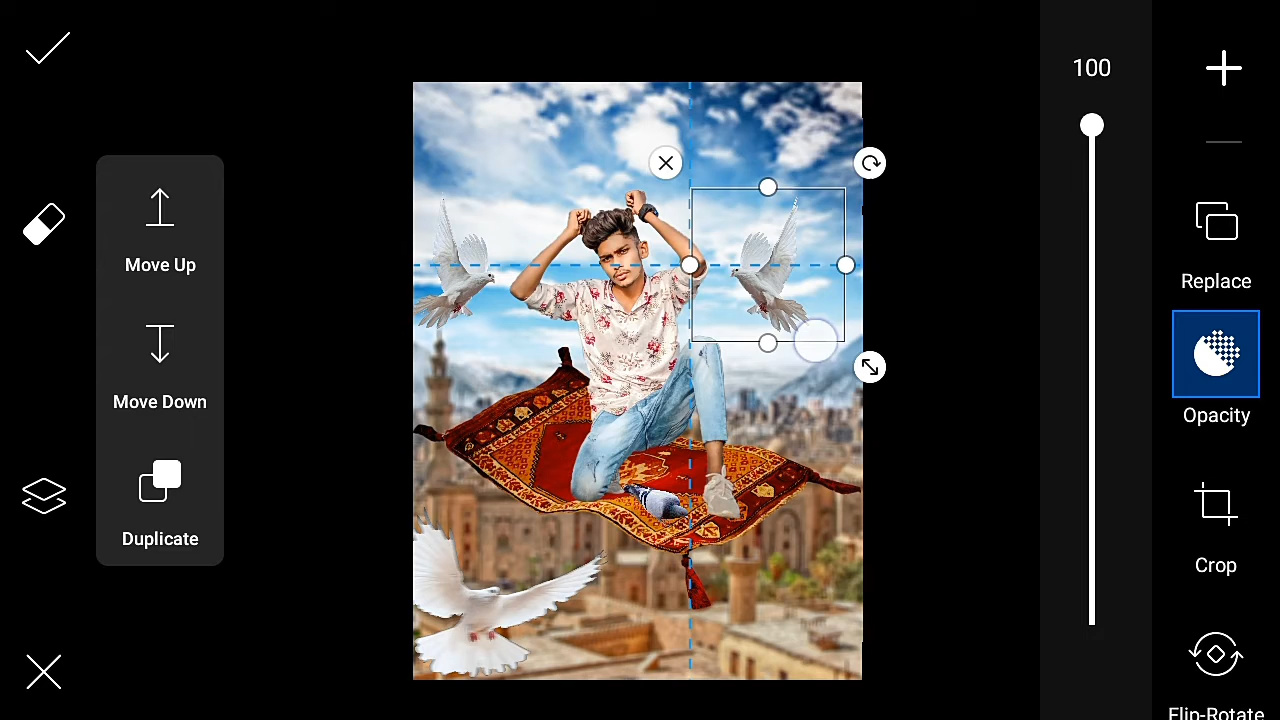 100
Move Up
Move Down
Duplicate
Replace
Opacity
Crop
Flip-Rotate